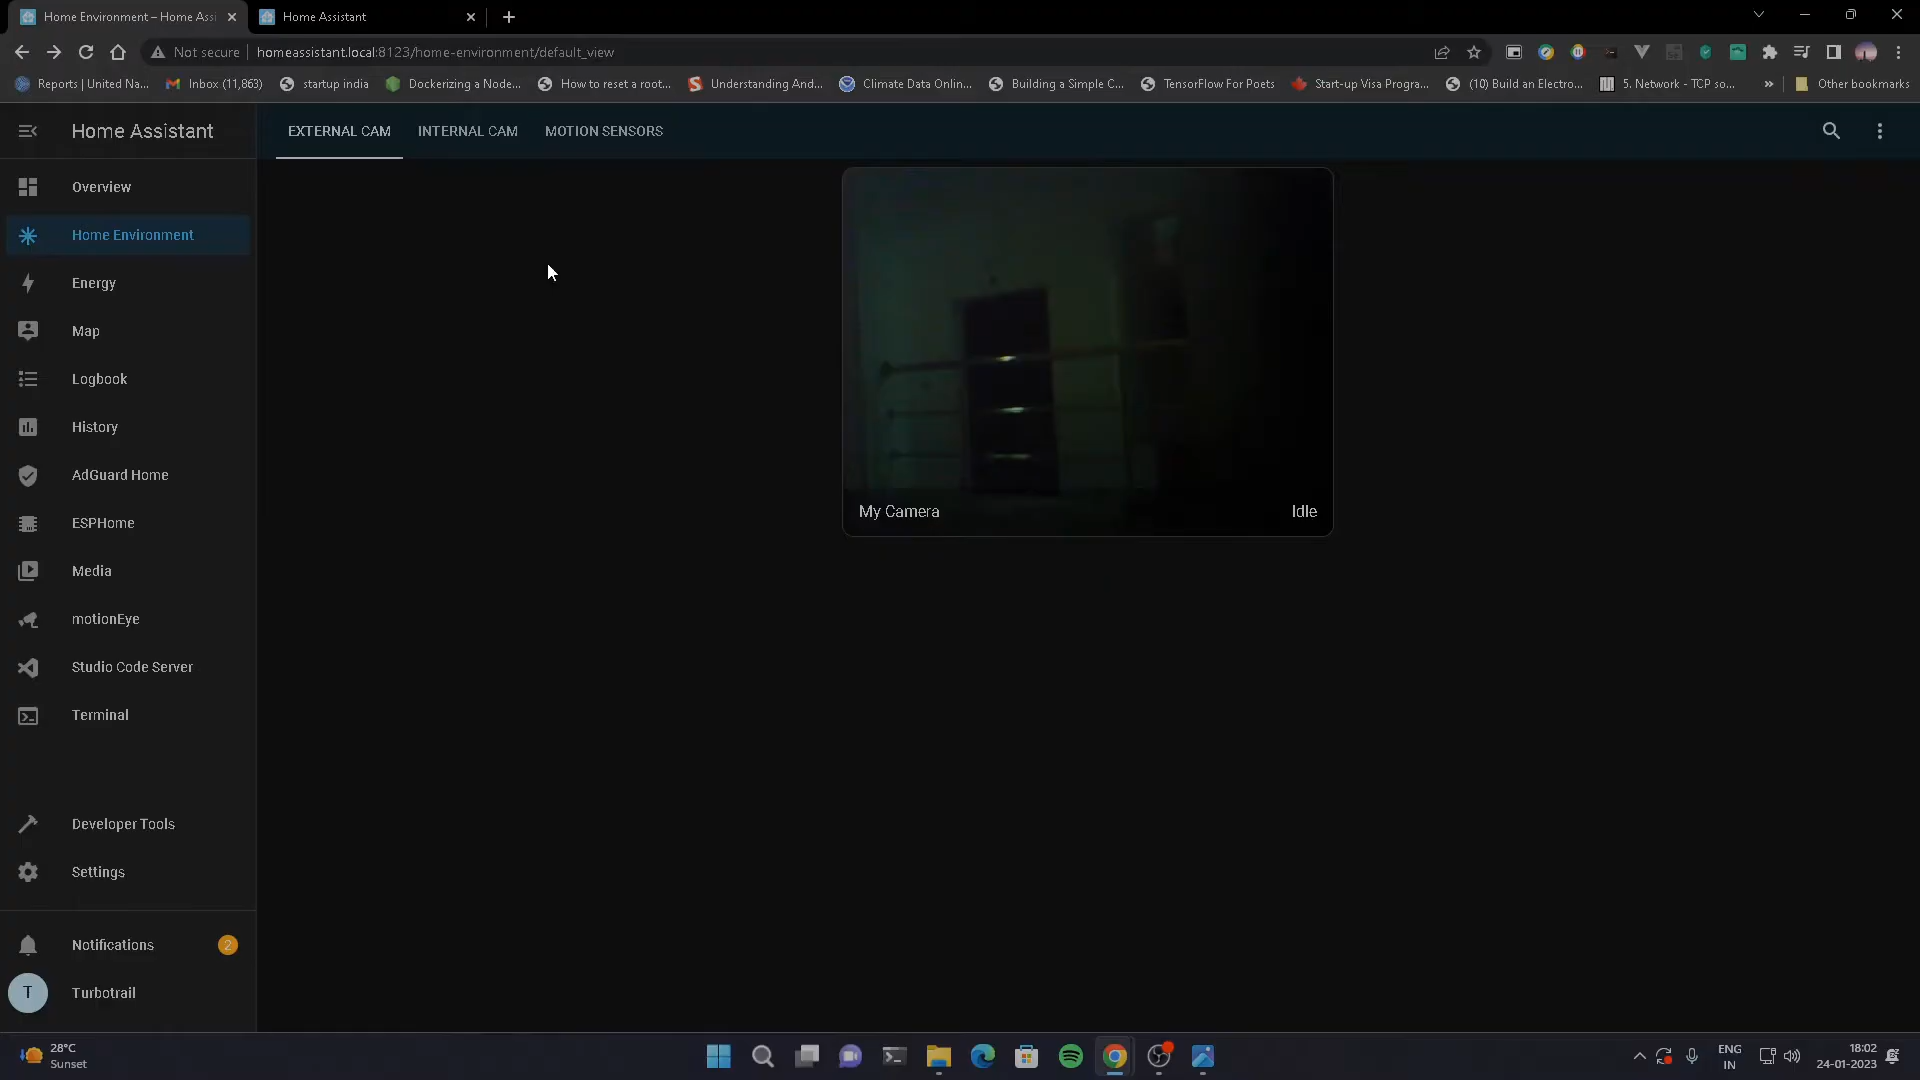 Home Environment – Home Assi
Home Assistant
Not secure
homeassistant.local:8123/home-environment/default_view
Reports | United Na...
Inbox (11,863)
startup india
Dockerizing a Node...
How to reset a root...
Understanding And...
Climate Data Onlin...
Building a Simple C...
TensorFlow For Poets
Start-up Visa Progra...
(10) Build an Electro...
5. Network - TCP so...
»
Other bookmarks
Home Assistant
EXTERNAL CAM
INTERNAL CAM
MOTION SENSORS
Overview
Home Environment
Energy
Map
Logbook
History
AdGuard Home
ESPHome
Media
motionEye
Studio Code Server
Terminal
Developer Tools
Settings
Notifications
2
T
Turbotrail
My Camera
Idle
28°C
Sunset
ENG
IN
18:02
24-01-2023